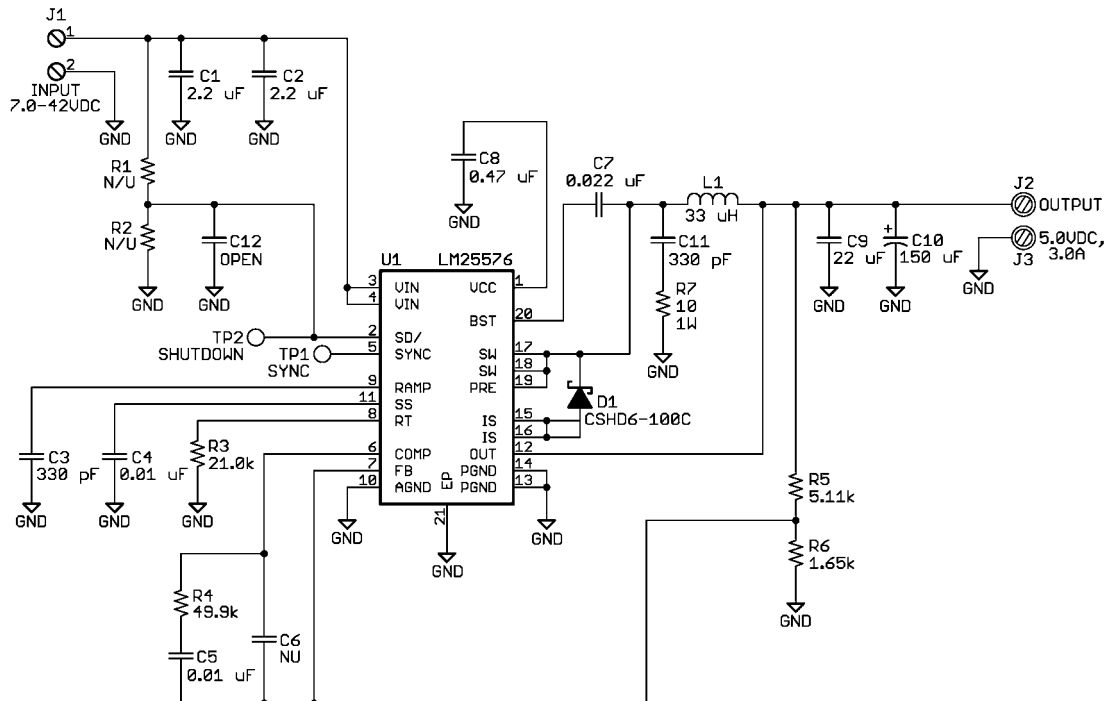 J1
1
2
INPUT
7.0-42VDC
GND
C1
2.2 uF
GND
C2
2.2 uF
GND
R1
N/U
R2
N/U
GND
C12
OPEN
GND
C8
0.47 uF
GND
C7
0.022 uF
L1
33 uH
C11
330 pF
R7
10
1W
GND
C9
22 uF
GND
C10
150 uF
+
GND
J2
OUTPUT
5.0VDC,
3.0A
J3
GND
U1
LM25576
3
VIN
4
VIN
2
SD/
5
SYNC
9
RAMP
11
SS
8
RT
6
COMP
7
FB
10
AGND
VCC
1
BST
20
SW
17
SW
18
PRE
19
IS
15
IS
16
OUT
12
PGND
14
PGND
13
EP
21
GND
GND
GND
TP2
SHUTDOWN
TP1
SYNC
D1
CSHD6-100C
C3
330 pF
GND
C4
0.01 uF
GND
R3
21.0k
GND
R4
49.9k
C5
0.01 uF
C6
NU
R5
5.11k
R6
1.65k
GND